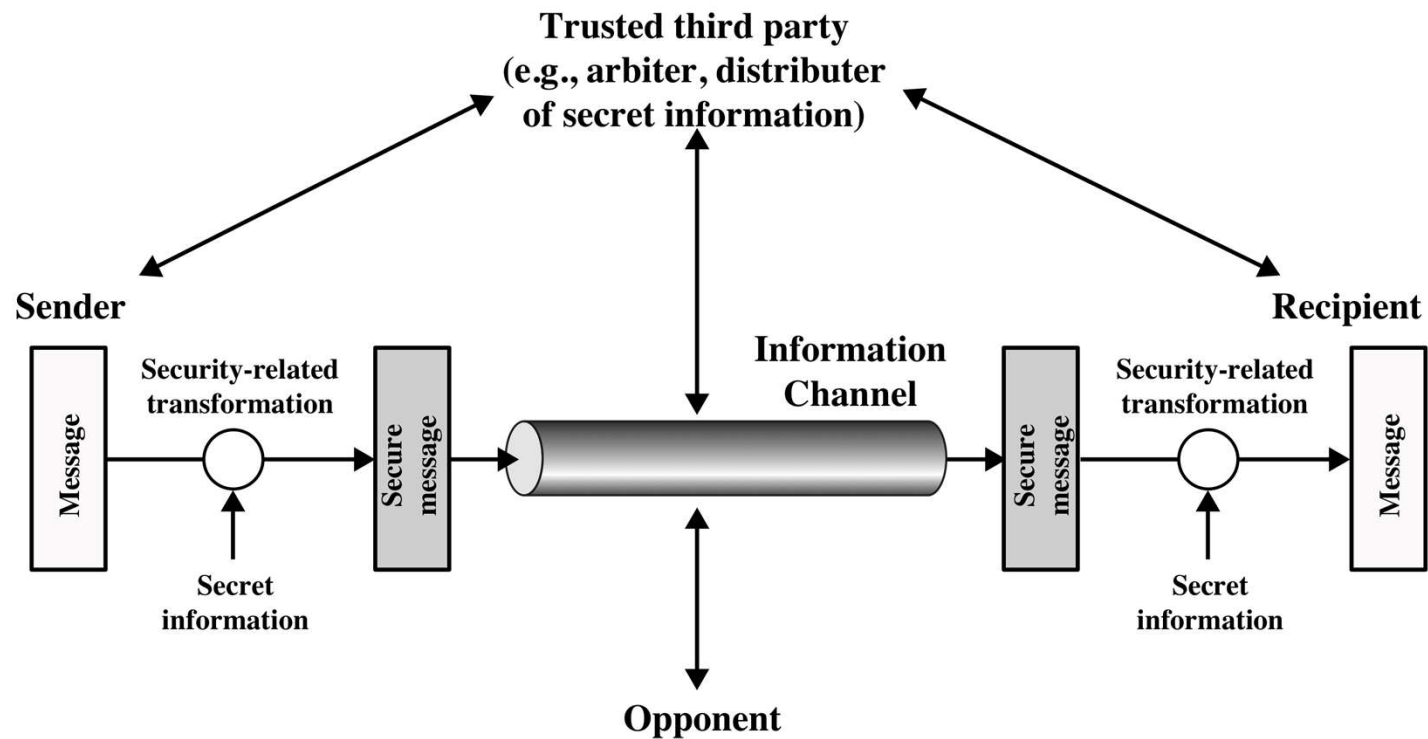 Trusted third party
(e.g., arbiter, distributer
of secret information)
Sender
Recipient
Information
Channel
Security-related
transformation
Security-related
transformation
Message
Secure
message
Secure
message
Message
Secret
information
Secret
information
Opponent